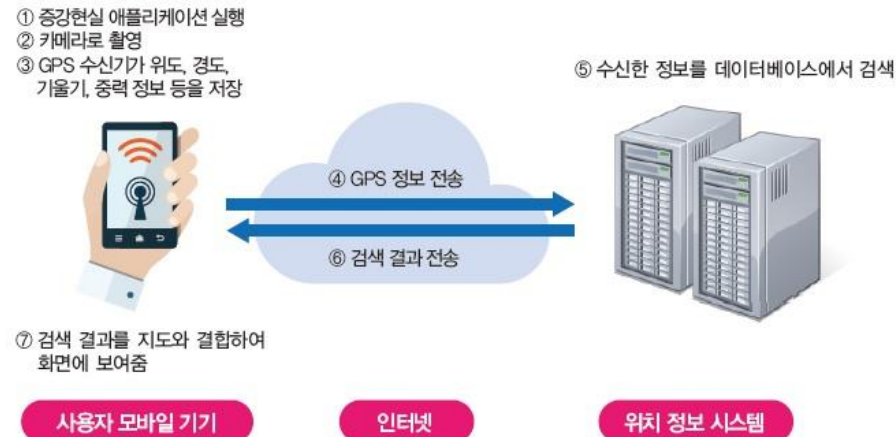 ① 증강현실 애플리케이션 실행
② 카메라로 촬영
③ GPS 수신기가 위도, 경도,
기울기, 중력 정보 등을 저장
⑤ 수신한 정보를 데이터베이스에서 검색
④ GPS 정보 전송
⑥ 검색 결과 전송
⑦ 검색 결과를 지도와 결합하여
화면에 보여줌
사용자 모바일 기기
인터넷
위치 정보 시스템